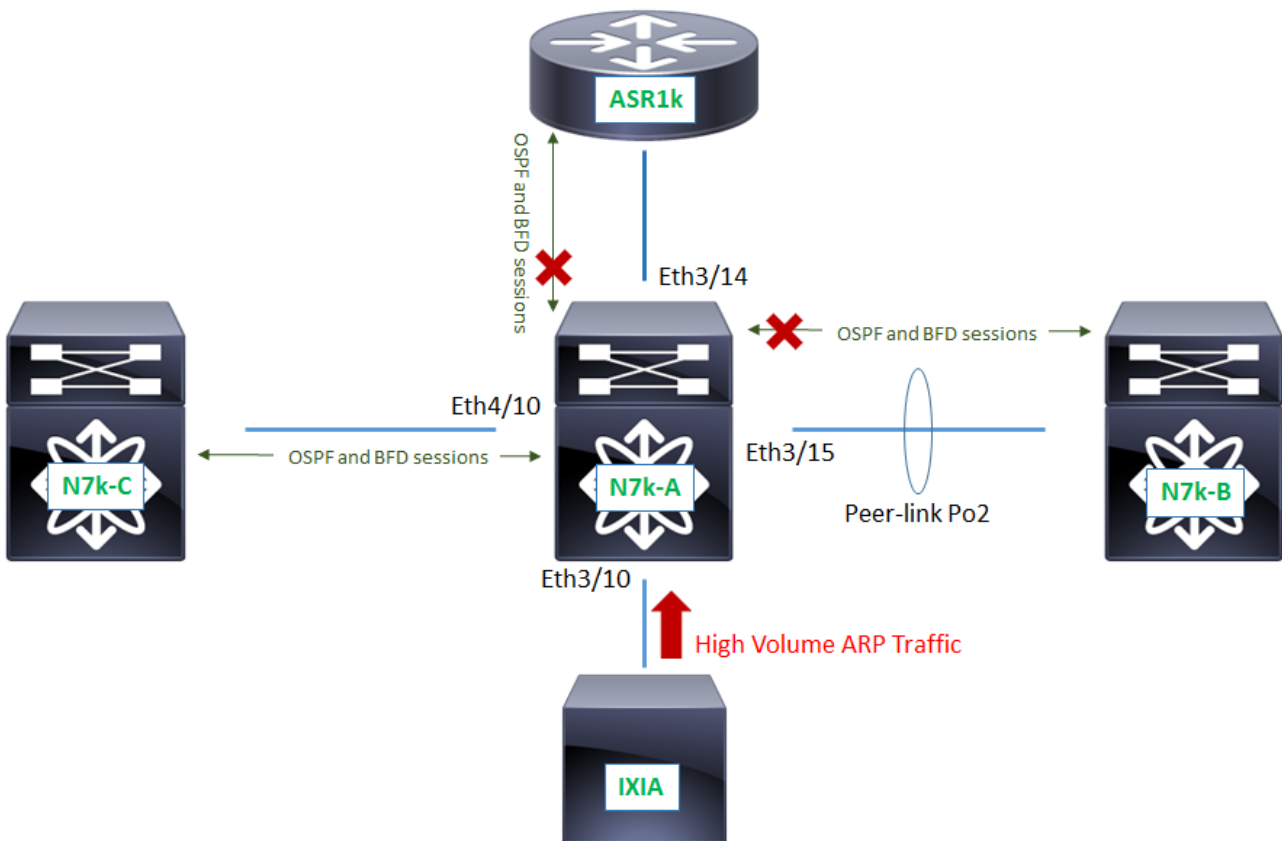 ASR1k
OSPF and BFD sessions
Eth3/14
OSPF and BFD sessions
Eth4/10
Eth3/15
OSPF and BFD sessions
N7k-C
N7k-A
N7k-B
Peer-link Po2
Eth3/10
High Volume ARP Traffic
IXIA